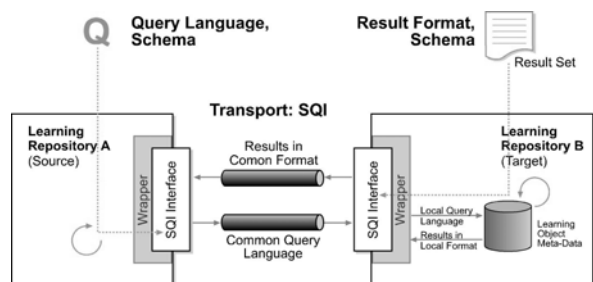 Q
Query Language,
Schema
Result Format,
Schema
Result Set
Transport: SQI
Learning
Repository A
(Source)
Wrapper
SQI Interface
Results in
Comon Format
Common Query
Language
SQI Interface
Wrapper
Learning
Repository B
(Target)
Local Query
Language
Results in
Local Format
Learning
Object
Meta-Data